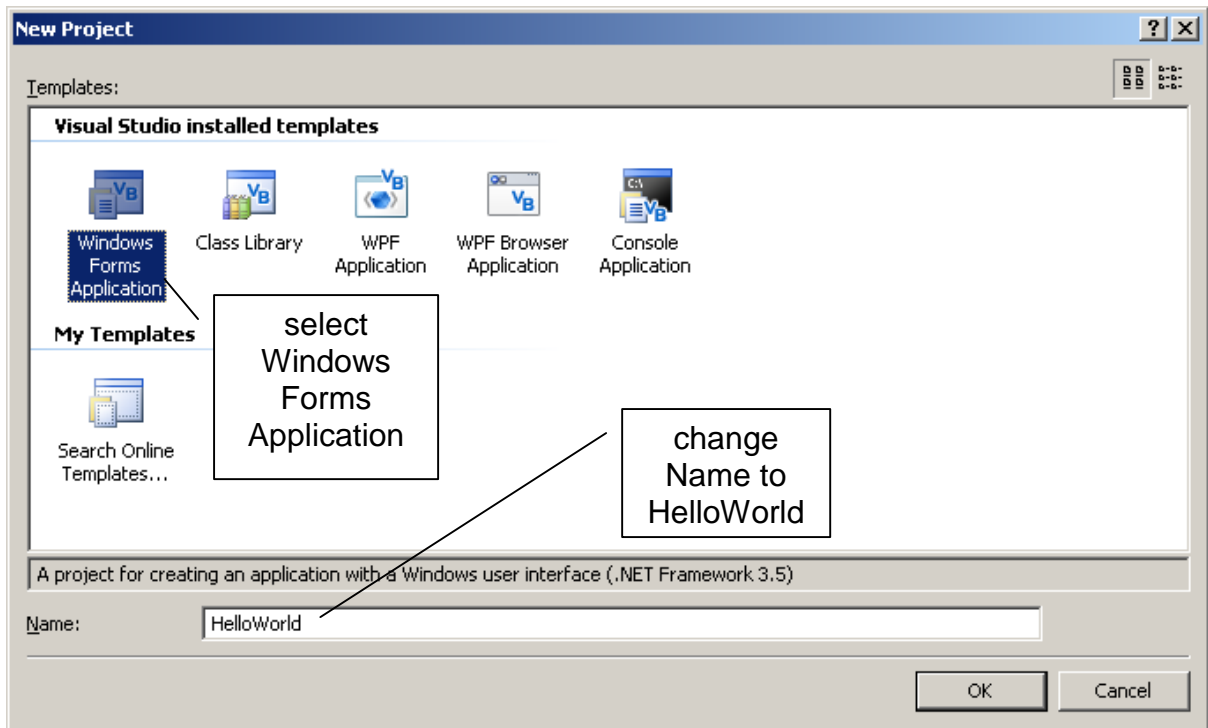 New Project
Templates:
Visual Studio installed templates
Windows
Forms
Application
Class Library
WPF
Application
WPF Browser
Application
Console
Application
My Templates
Search Online
Templates...
select
Windows
Forms
Application
change
Name to
HelloWorld
A project for creating an application with a Windows user interface (.NET Framework 3.5)
Name:
HelloWorld
OK
Cancel